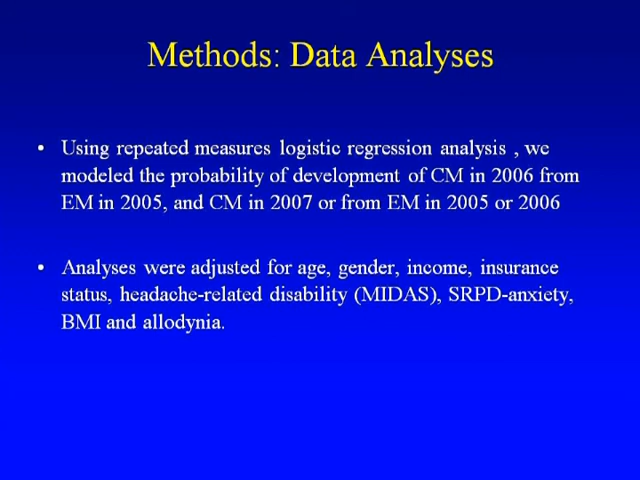 Methods: Data Analyses
• Using repeated measures logistic regression analysis , we
modeled the probability of development of CM in 2006 from
EM in 2005, and CM in 2007 or from EM in 2005 or 2006
• Analyses were adjusted for age, gender, income, insurance
status, headache-related disability (MIDAS), SRPD-anxiety,
BMI and allodynia.